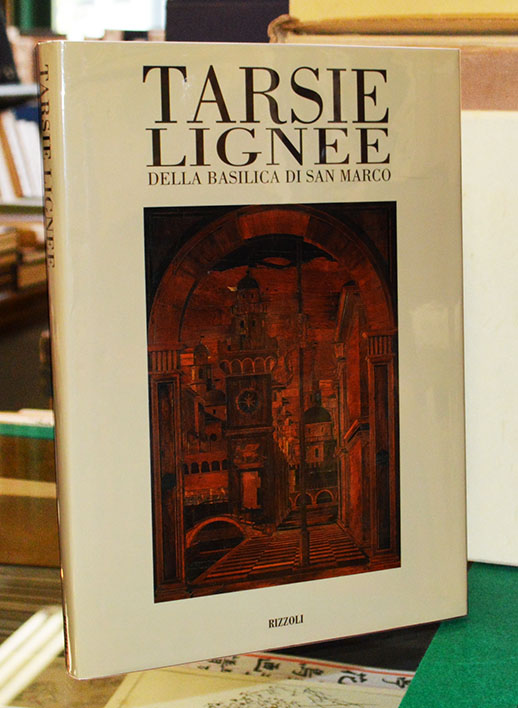 TARSIE
LIGNEE
DELLA BASILICA DI SAN MARCO
RIZZOLI
TARSIE LIGNEE